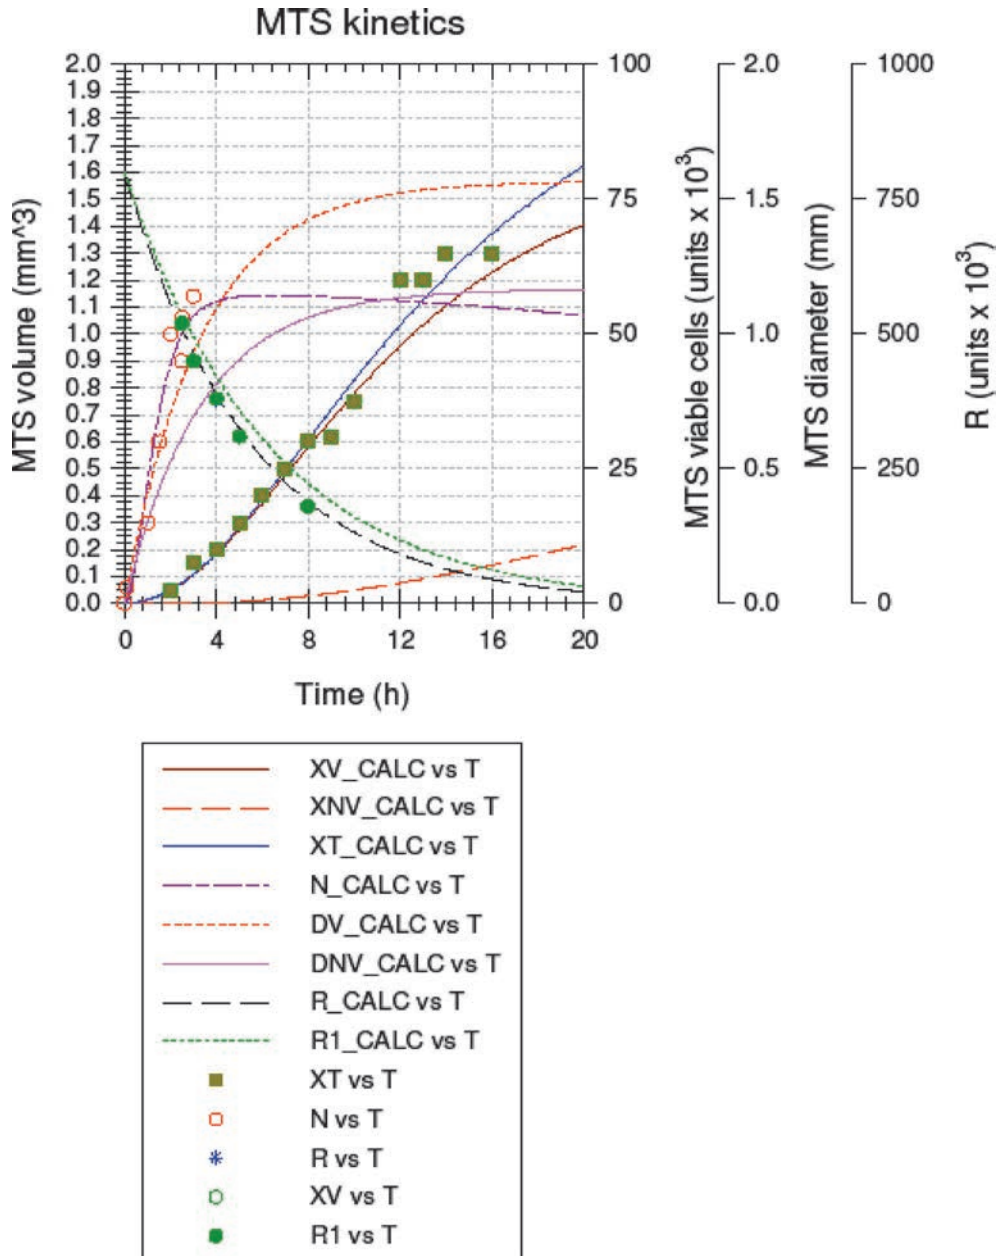 MTS kinetics
2.0
1.9
1.8
1.7
1.6
1.5
1.4
1.3
1.2
1.1
1.0
0.9
0.8
0.7
0.6
0.5
0.4
0.3
0.2
0.1
0.0
MTS volume (mm^3)
0 4 8 12 16 20
Time (h)
100
75
50
25
0
MTS viable cells (units x 10³)
2.0
1.5
1.0
0.5
0.0
MTS diameter (mm)
1000
750
500
250
0
R (units x 10³)
XV_CALC vs T
XNV_CALC vs T
XT_CALC vs T
N_CALC vs T
DV_CALC vs T
DNV_CALC vs T
R_CALC vs T
R1_CALC vs T
XT vs T
N vs T
R vs T
XV vs T
R1 vs T